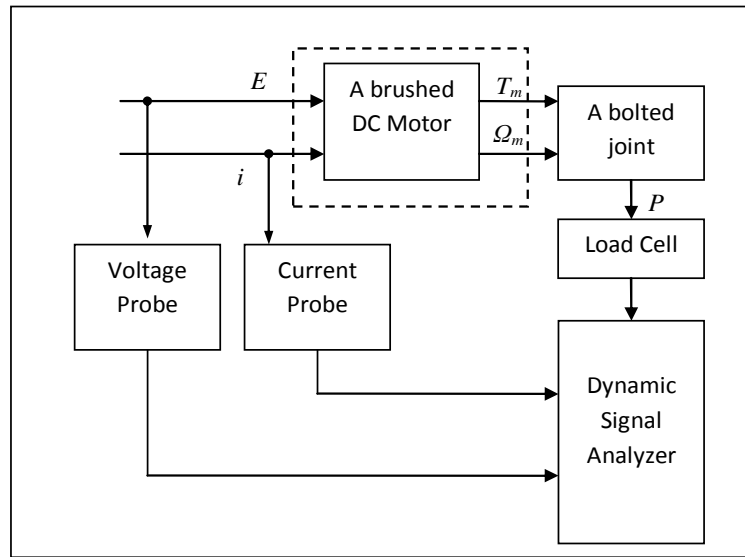 E
A brushed
DC Motor
T_m
Ω_m
A bolted
joint
i
P
Load Cell
Voltage
Probe
Current
Probe
Dynamic
Signal
Analyzer